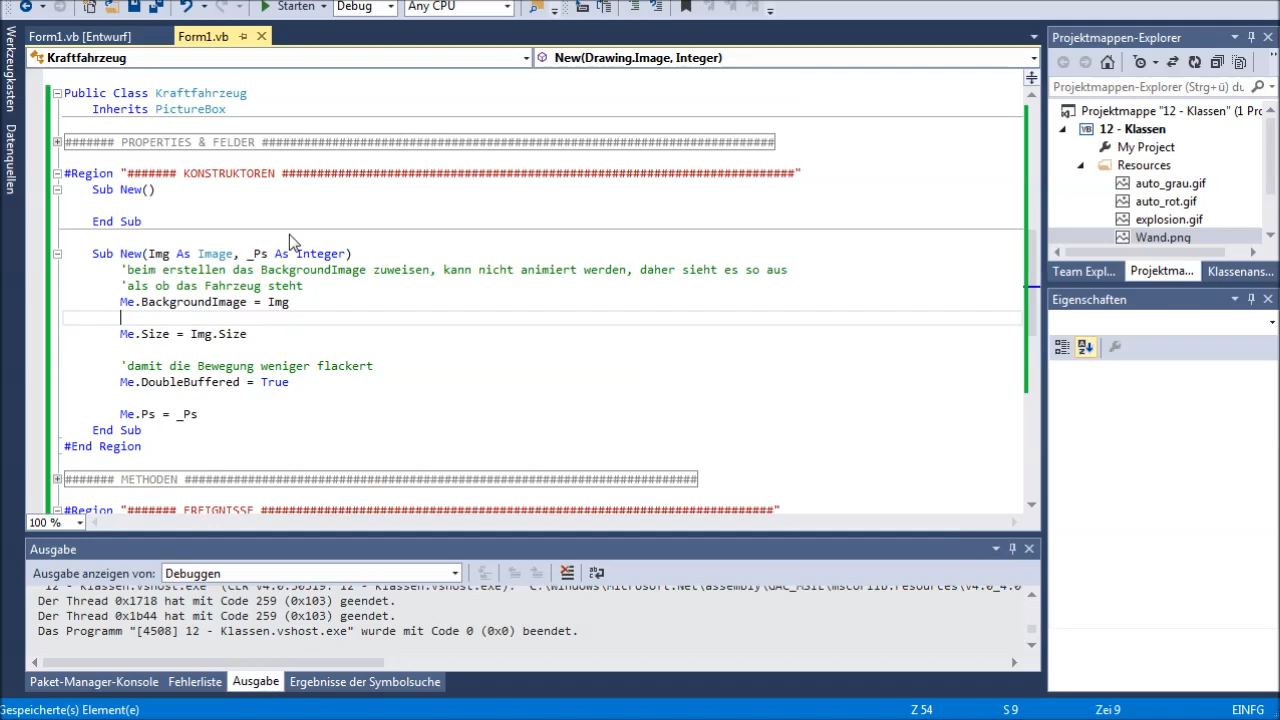 Starten
Debug
Any CPU
Form1.vb [Entwurf]
Form1.vb
Kraftfahrzeug
New(Drawing.Image, Integer)
Werkzeugkasten
Datenquellen
Public Class Kraftfahrzeug
Inherits PictureBox
####### PROPERTIES & FELDER #########################################################################
#Region "####### KONSTRUKTOREN #########################################################################"
Sub New()
End Sub
Sub New(Img As Image, _Ps As Integer)
'beim erstellen das BackgroundImage zuweisen, kann nicht animiert werden, daher sieht es so aus
'als ob das Fahrzeug steht
Me.BackgroundImage = Img
Me.Size = Img.Size
'damit die Bewegung weniger flackert
Me.DoubleBuffered = True
Me.Ps = _Ps
End Sub
#End Region
####### METHODEN #########################################################################
#Region "####### EREIGNISSE #########################################################################"
100 %
Ausgabe
Ausgabe anzeigen von:
Debuggen
Der Thread 0x1718 hat mit Code 259 (0x103) geendet.
Der Thread 0x1b44 hat mit Code 259 (0x103) geendet.
Das Programm "[4508] 12 - Klassen.vshost.exe" wurde mit Code 0 (0x0) beendet.
Paket-Manager-Konsole
Fehlerliste
Ausgabe
Ergebnisse der Symbolsuche
Projektmappen-Explorer
Projektmappen-Explorer (Strg+ü) du
Projektmappe "12 - Klassen" (1 Pro
VB
12 - Klassen
My Project
Resources
auto_grau.gif
auto_rot.gif
explosion.gif
Wand.png
Team Expl...
Projektma...
Klassenans...
Eigenschaften
Gespeicherte(s) Element(e)
Z 54
S 9
Zei 9
EINFG